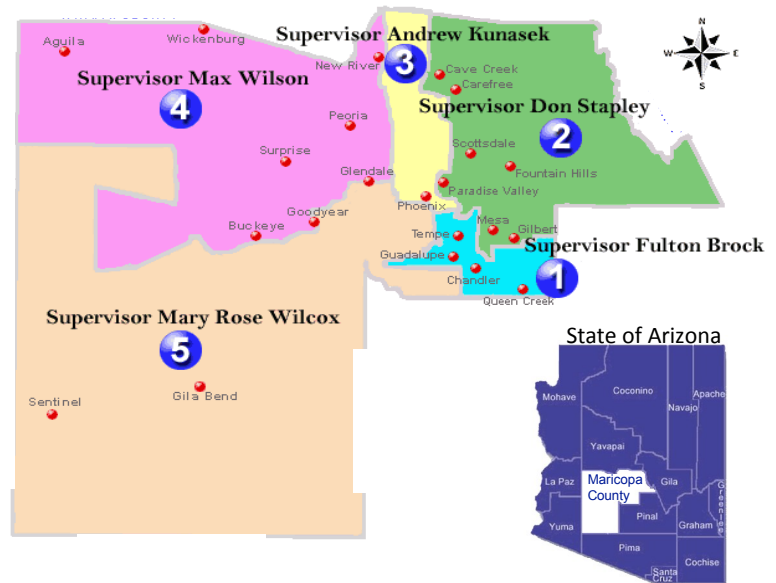 N
W E
S
Supervisor Andrew Kunasek
3
Aguila
Wickenburg
New River
Cave Creek
Carefree
Supervisor Max Wilson
4
Supervisor Don Stapley
2
Peoria
Surprise
Glendale
Scottsdale
Fountain Hills
Paradise Valley
Phoenix
Goodyear
Buckeye
Tempe
Mesa
Gilbert
Guadalupe
Chandler
Queen Creek
Supervisor Fulton Brock
1
Supervisor Mary Rose Wilcox
5
Sentinel
Gila Bend
State of Arizona
Mohave
Coconino
Navajo
Apache
Yavapai
La Paz
Maricopa
County
Gila
Greenlee
Yuma
Pinal
Graham
Pima
Santa
Cruz
Cochise